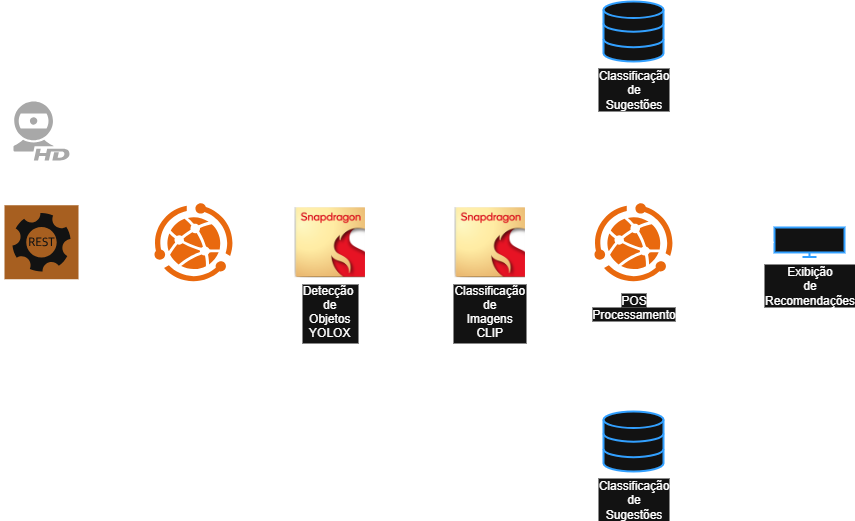 Classificação
de
Sugestões
HD
REST
Snapdragon
Snapdragon
Detecção
de
Objetos
YOLOX
Classificação
de
Imagens
CLIP
POS
Processamento
Exibição
de
Recomendações
Classificação
de
Sugestões